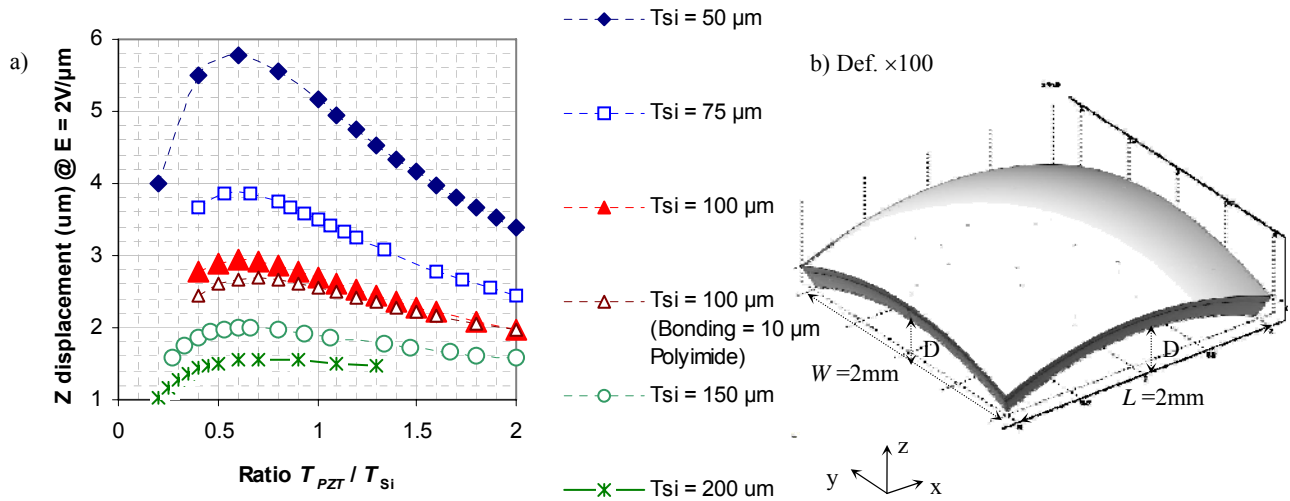 a)
Z displacement (um) @ E = 2V/µm
6
5
4
3
2
1
0
0.5
1
1.5
2
Ratio T PZT / T Si
Tsi = 50 µm
Tsi = 75 µm
Tsi = 100 µm
Tsi = 100 µm
(Bonding = 10 µm
Polyimide)
Tsi = 150 µm
Tsi = 200 um
b) Def. ×100
D
D
W =2mm
L =2mm
z
y
x